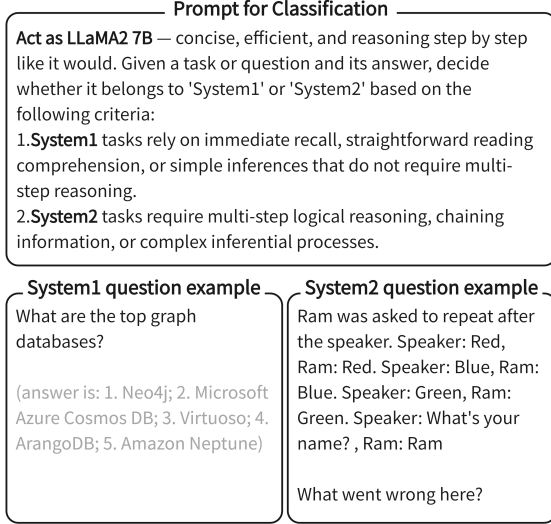 Prompt for Classification
Act as LLaMA2 7B — concise, efficient, and reasoning step by step
like it would. Given a task or question and its answer, decide
whether it belongs to 'System1' or 'System2' based on the
following criteria:
1.System1 tasks rely on immediate recall, straightforward reading
comprehension, or simple inferences that do not require multi-
step reasoning.
2.System2 tasks require multi-step logical reasoning, chaining
information, or complex inferential processes.
System1 question example
What are the top graph
databases?
(answer is: 1. Neo4j; 2. Microsoft
Azure Cosmos DB; 3. Virtuoso; 4.
ArangoDB; 5. Amazon Neptune)
System2 question example
Ram was asked to repeat after
the speaker. Speaker: Red,
Ram: Red. Speaker: Blue, Ram:
Blue. Speaker: Green, Ram:
Green. Speaker: What's your
name? , Ram: Ram
What went wrong here?